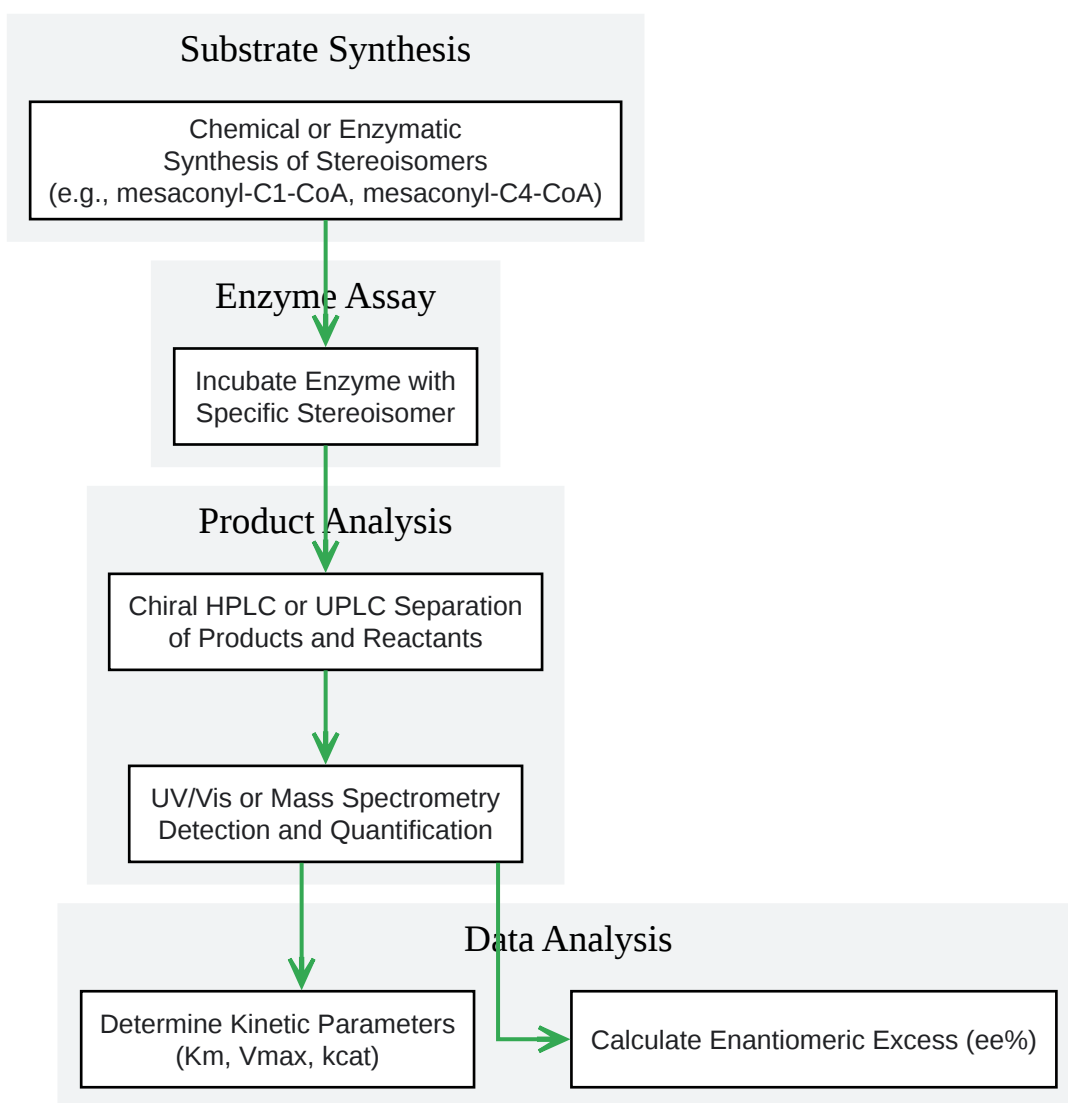 Substrate Synthesis
Chemical or Enzymatic
Synthesis of Stereoisomers
(e.g., mesaconyl-C1-CoA, mesaconyl-C4-CoA)
Enzyme Assay
Incubate Enzyme with
Specific Stereoisomer
Product Analysis
Chiral HPLC or UPLC Separation
of Products and Reactants
UV/Vis or Mass Spectrometry
Detection and Quantification
Data Analysis
Determine Kinetic Parameters
(Km, Vmax, kcat)
Calculate Enantiomeric Excess (ee%)